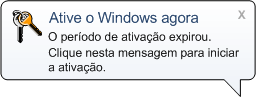 Ative o Windows agora
O período de ativação expirou.
Clique nesta mensagem para iniciar
a ativação.